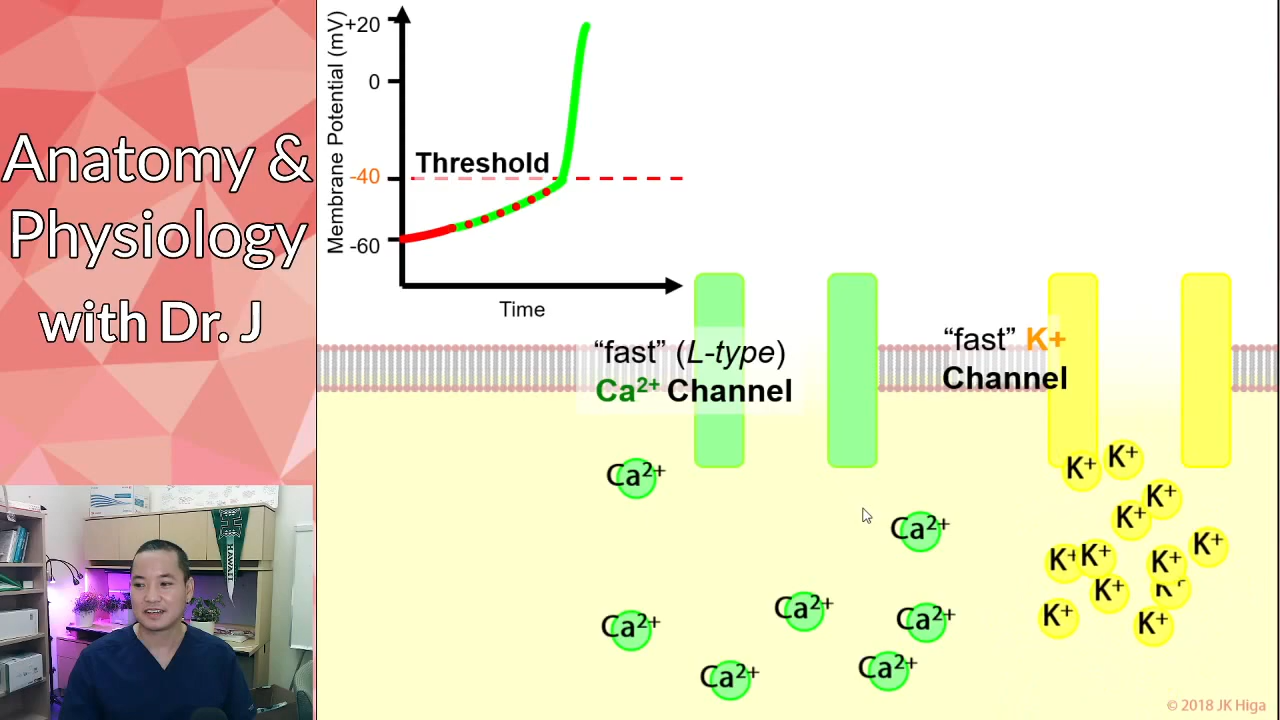 Anatomy &
Physiology
with Dr. J
Membrane Potential (mV)
+20
0
-40
-60
Threshold
Time
“fast” (L-type)
Ca²⁺ Channel
“fast” K+
Channel
Ca²⁺
Ca²⁺
Ca²⁺
Ca²⁺
Ca²⁺
Ca²⁺
Ca²⁺
K⁺
K⁺
K⁺
K⁺
K⁺
K⁺
K⁺
K⁺
K⁺
K⁺
K⁺
K⁺
HAWAII
© 2018 JK Higa